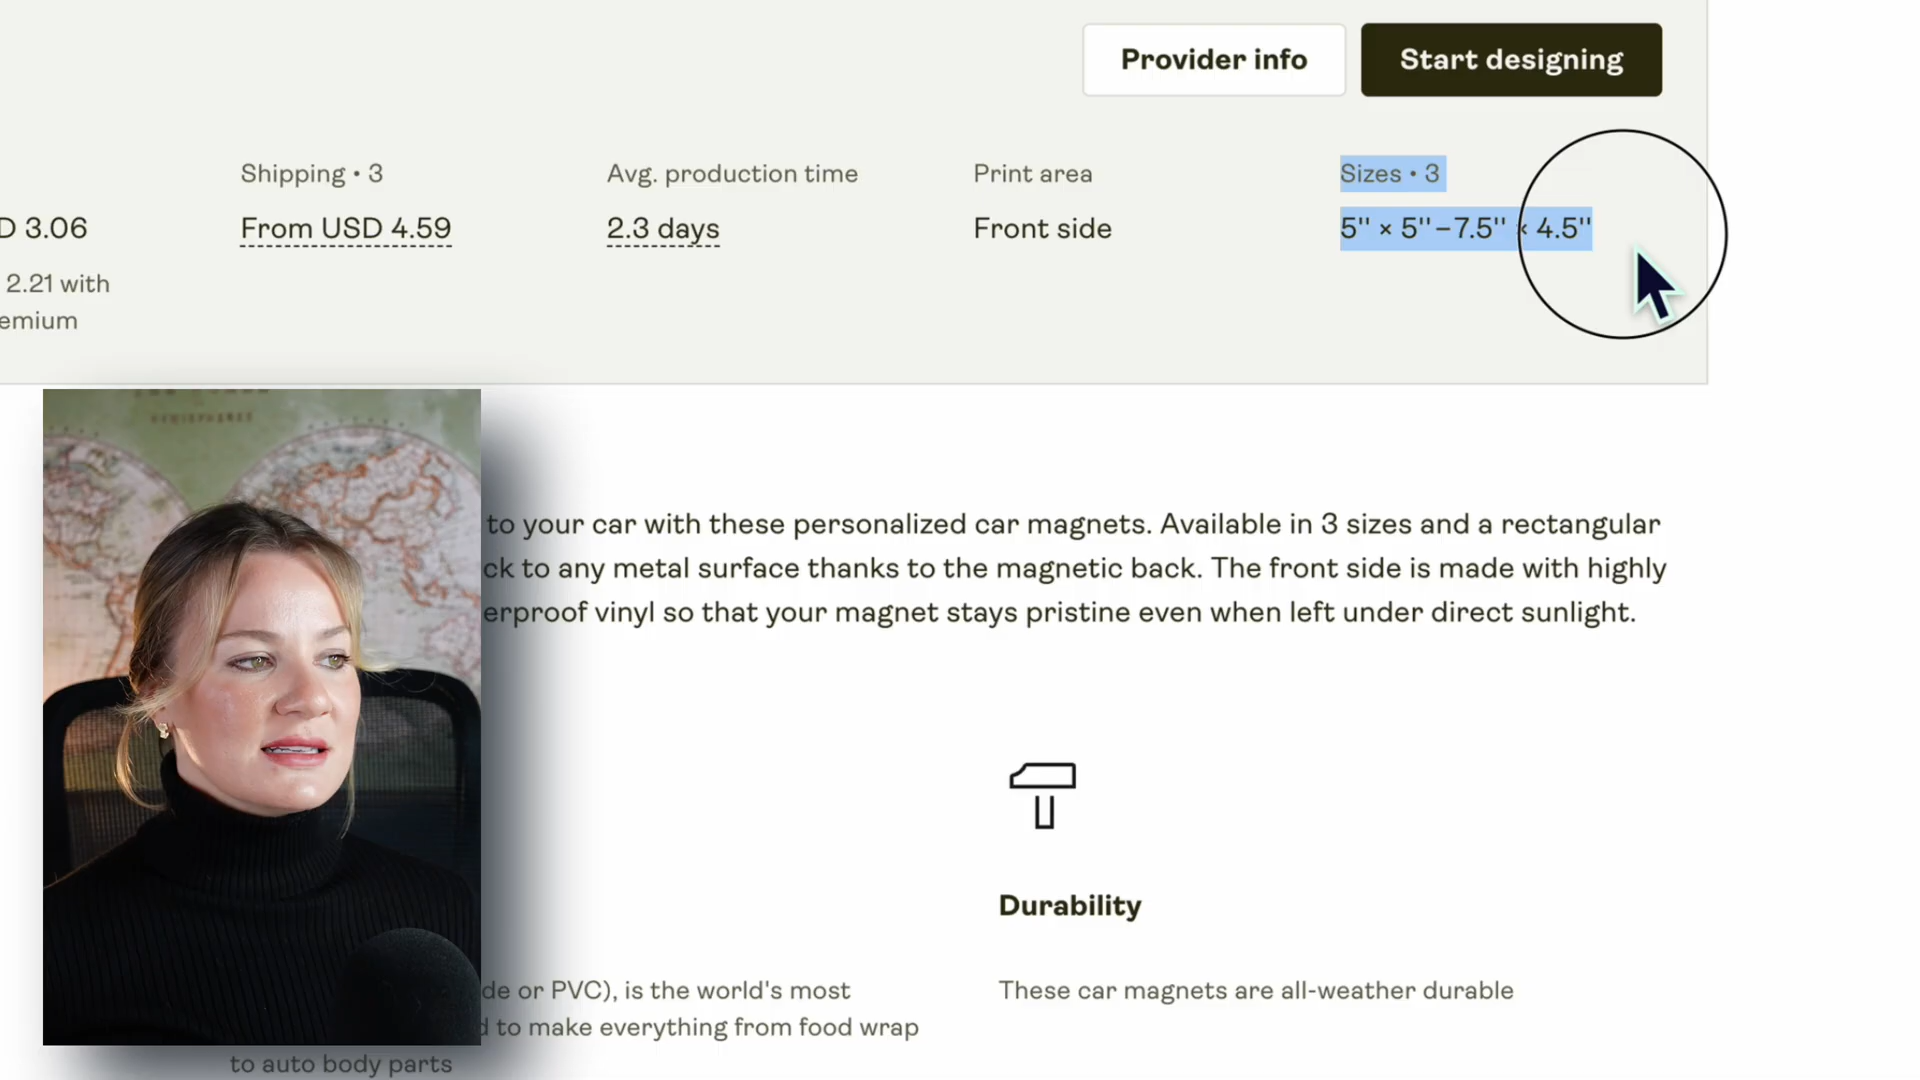 Provider info
Start designing
Shipping • 3
Avg. production time
Print area
Sizes • 3
D 3.06
From USD 4.59
2.3 days
Front side
5" × 5"–7.5" × 4.5"
2.21 with
emium
HEMISPHERES
to your car with these personalized car magnets. Available in 3 sizes and a rectangular
ck to any metal surface thanks to the magnetic back. The front side is made with highly
erproof vinyl so that your magnet stays pristine even when left under direct sunlight.
Durability
de or PVC), is the world's most
d to make everything from food wrap
to auto body parts
These car magnets are all-weather durable